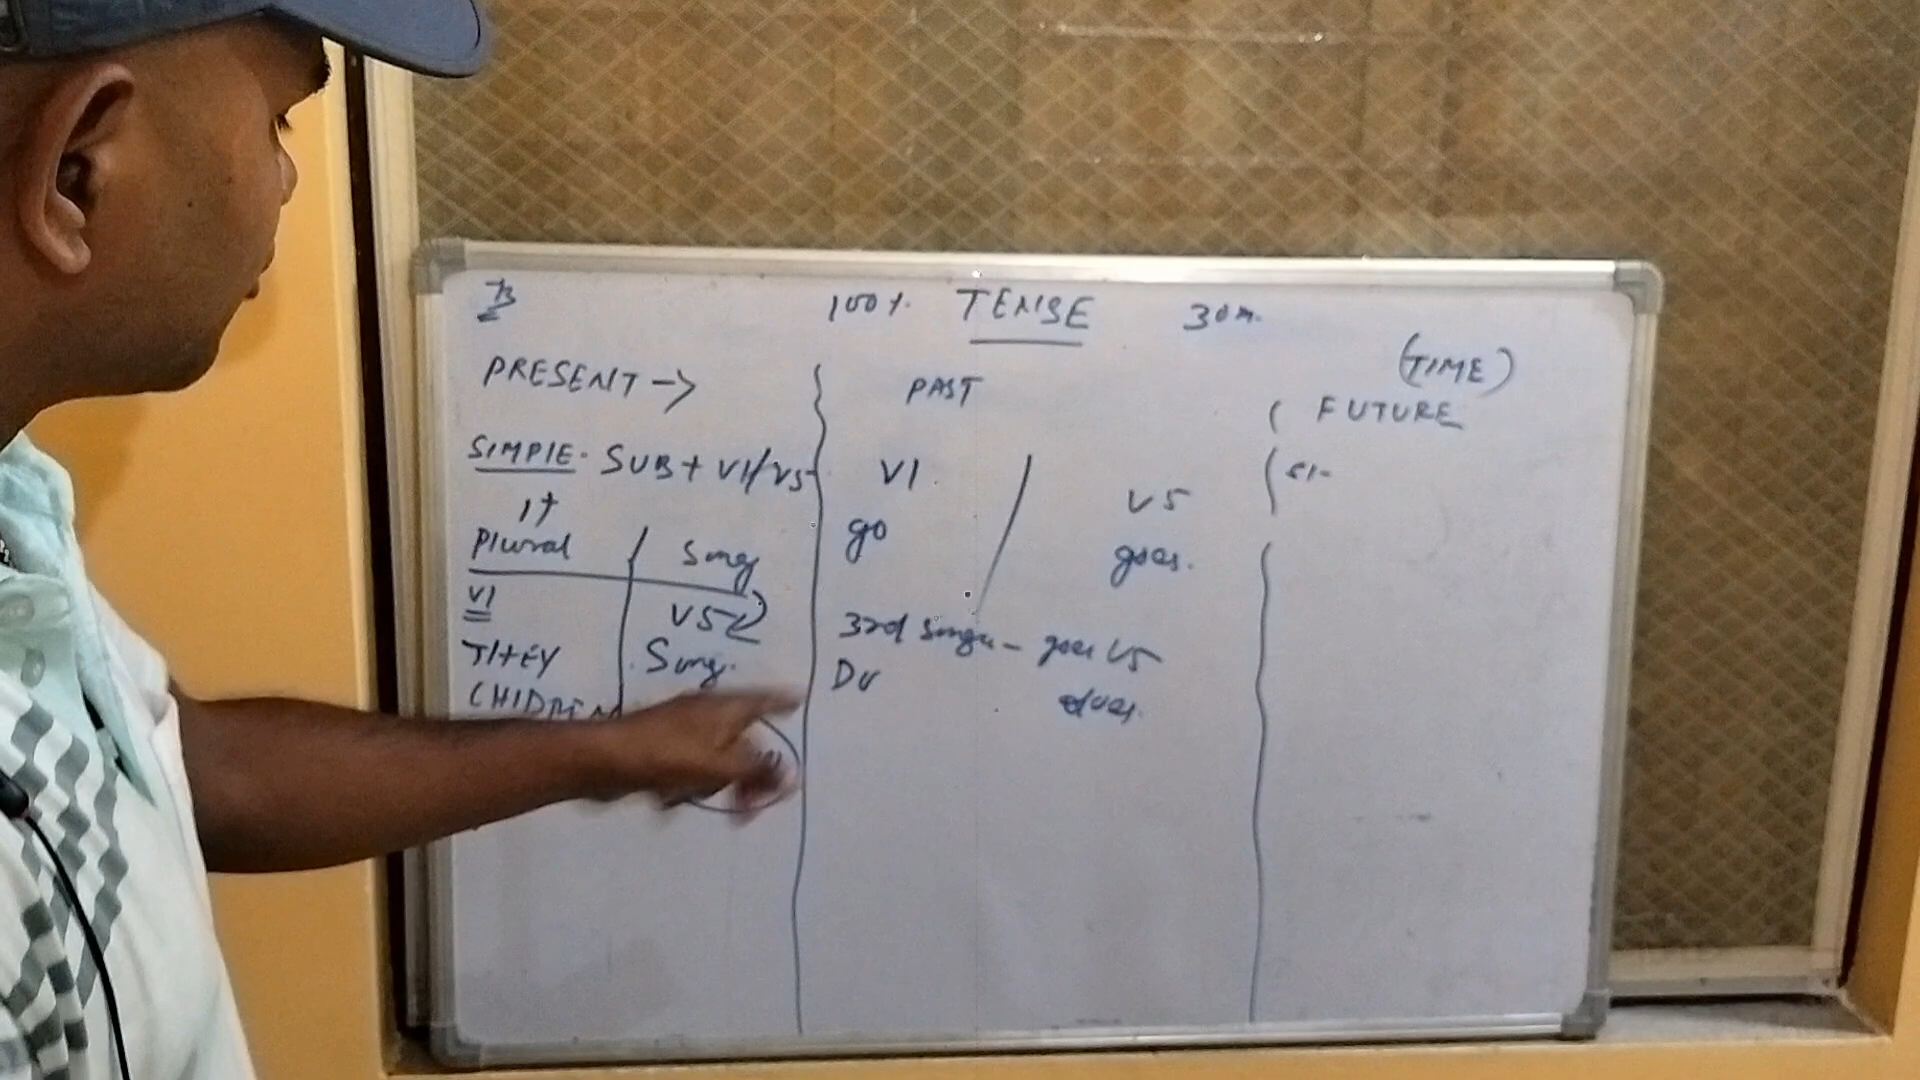 100%. TENSE 30m.
(TIME)
PRESENT →
PAST
FUTURE
SIMPLE. SUB + V1/V5
V1 / V5
Plural / Sing
go goes.
V1 V5
THEY Sing.
3rd Singu - goes V5
CHIDREN
Do does.